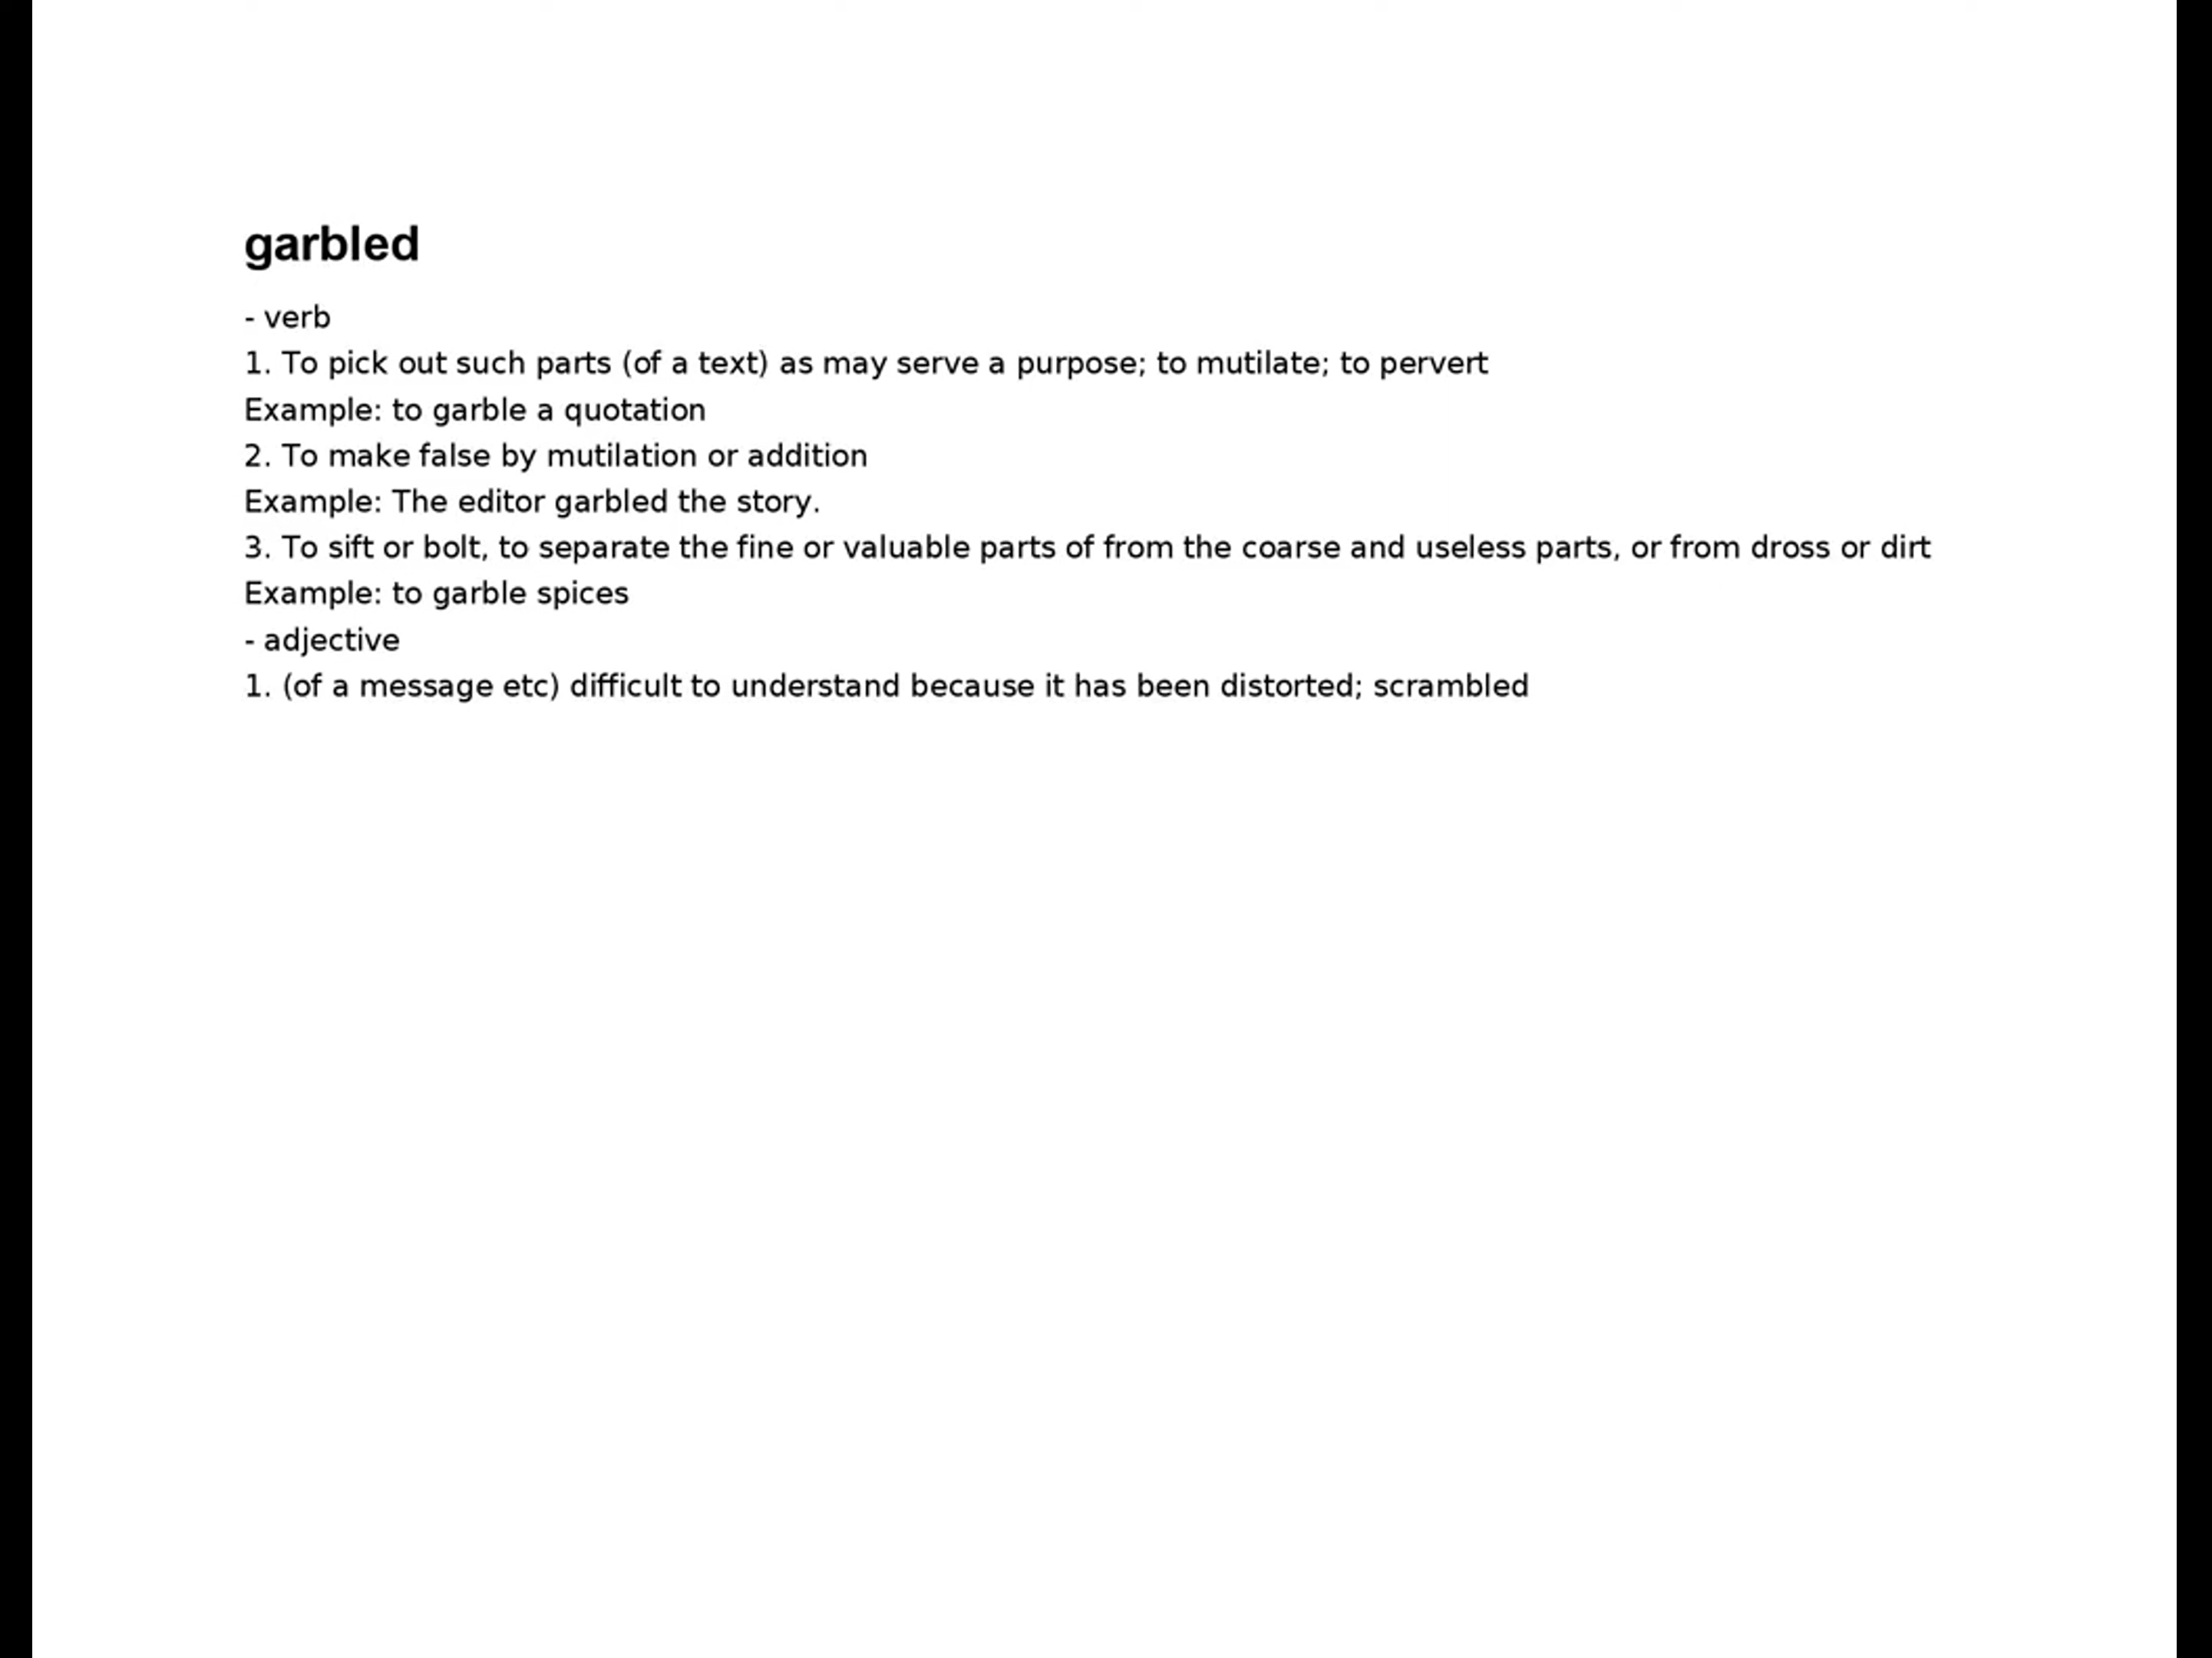 garbled
- verb
1. To pick out such parts (of a text) as may serve a purpose; to mutilate; to pervert
Example: to garble a quotation
2. To make false by mutilation or addition
Example: The editor garbled the story.
3. To sift or bolt, to separate the fine or valuable parts of from the coarse and useless parts, or from dross or dirt
Example: to garble spices
- adjective
1. (of a message etc) difficult to understand because it has been distorted; scrambled